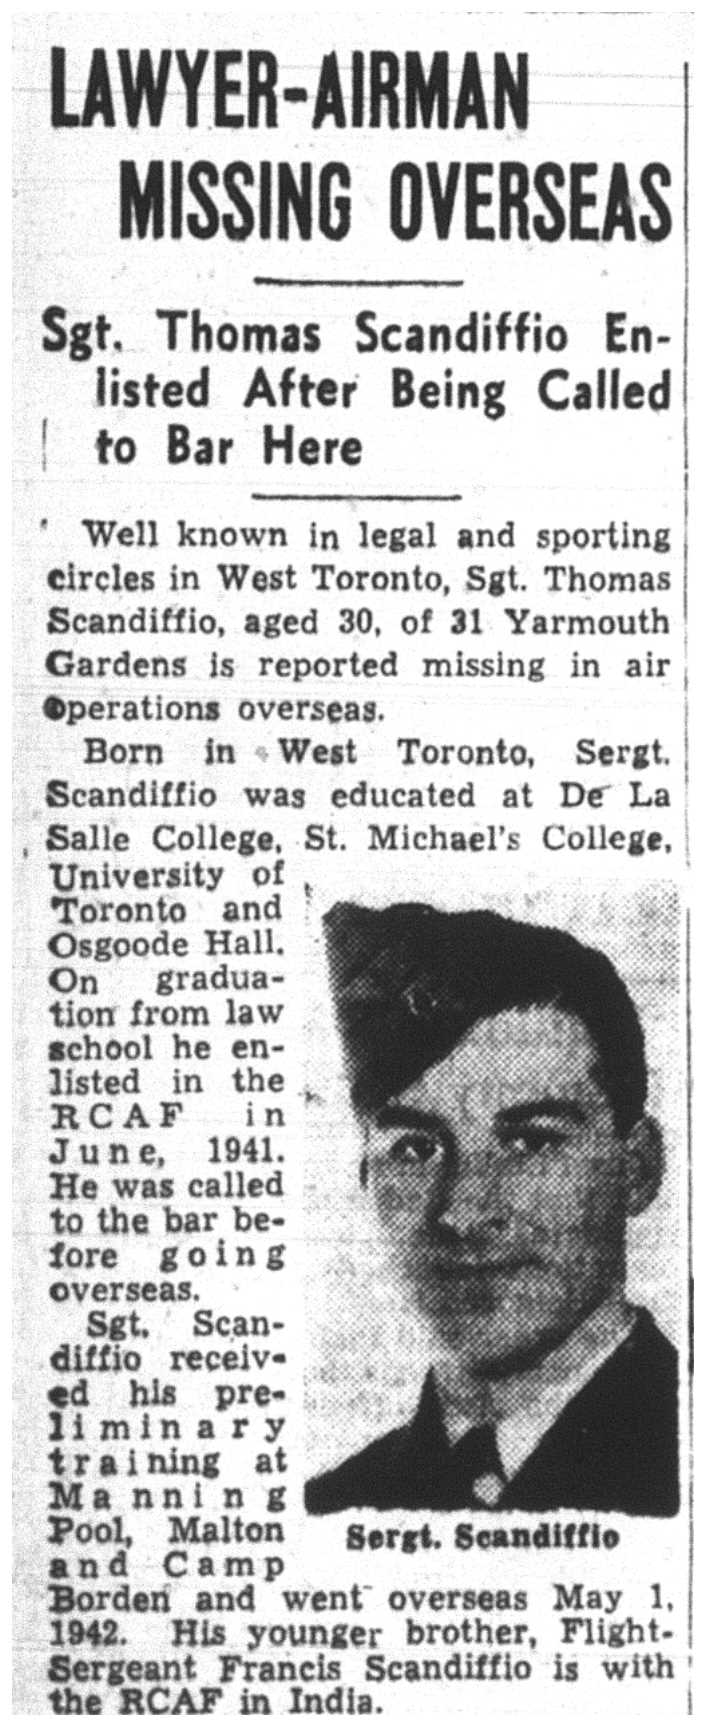 LAWYER-AIRMAN
MISSING OVERSEAS
Sgt. Thomas Scandiffio En-
listed After Being Called
to Bar Here
Well known in legal and sporting
circles in West Toronto, Sgt. Thomas
Scandiffio, aged 30, of 31 Yarmouth
Gardens is reported missing in air
operations overseas.
Born in West Toronto, Sergt.
Scandiffio was educated at De La
Salle College, St. Michael's College,
University of
Toronto and
Osgoode Hall.
On gradua-
tion from law
school he en-
listed in the
RCAF in
June, 1941.
He was called
to the bar be-
fore going
overseas.
Sgt. Scan-
diffio receiv-
ed his pre-
liminary
training at
Manning
Pool, Malton
and Camp
Sergt. Scandiffio
Borden and went overseas May 1,
1942. His younger brother, Flight-
Sergeant Francis Scandiffio is with
the RCAF in India.